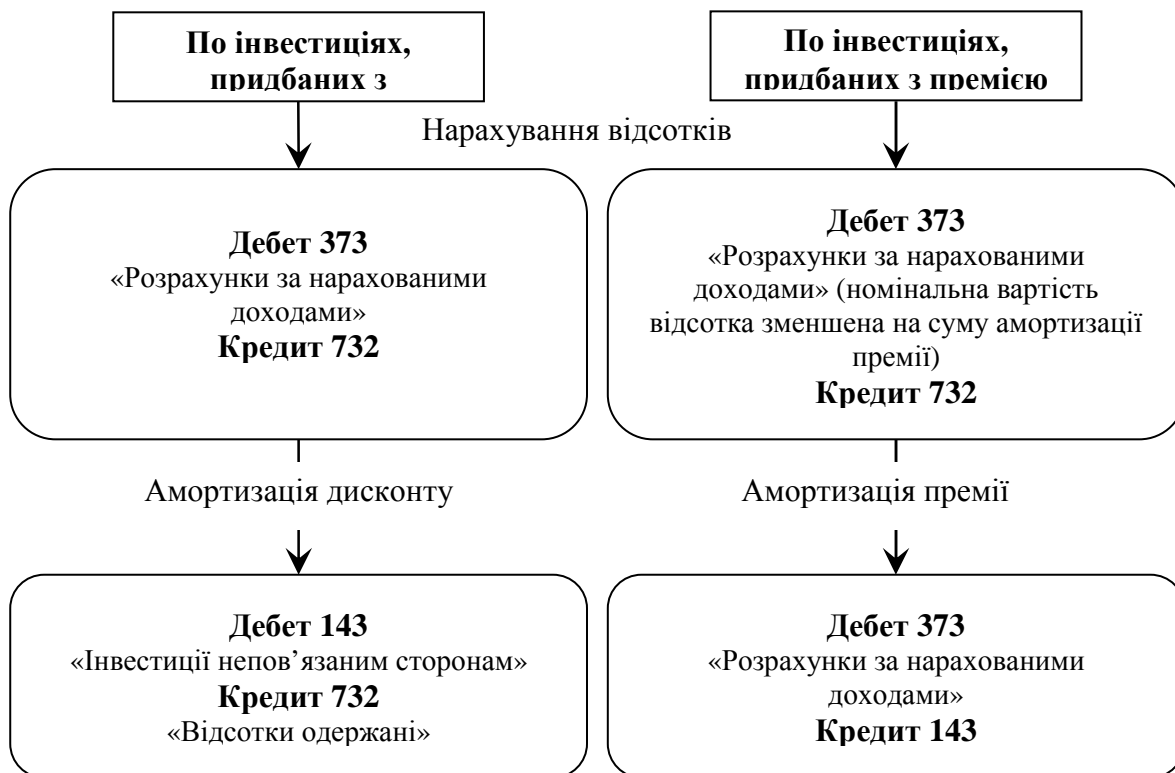 По інвестиціях,
придбаних з
По інвестиціях,
придбаних з премією
Нарахування відсотків
Дебет 373
«Розрахунки за нарахованими
доходами»
Кредит 732
Дебет 373
«Розрахунки за нарахованими
доходами» (номінальна вартість
відсотка зменшена на суму амортизації
премії)
Кредит 732
Амортизація дисконту
Амортизація премії
Дебет 143
«Інвестиції непов’язаним сторонам»
Кредит 732
«Відсотки одержані»
Дебет 373
«Розрахунки за нарахованими
доходами»
Кредит 143